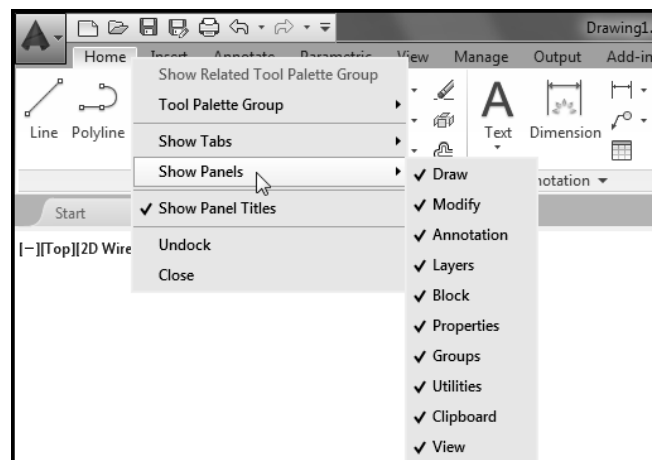 Drawing1.
Home Insert Annotate Parametric View Manage Output Add-in
Show Related Tool Palette Group
Tool Palette Group
Show Tabs
Show Panels
Show Panel Titles
Undock
Close
Line Polyline
Text Dimension
notation
Start
[−][Top][2D Wire
Draw
Modify
Annotation
Layers
Block
Properties
Groups
Utilities
Clipboard
View